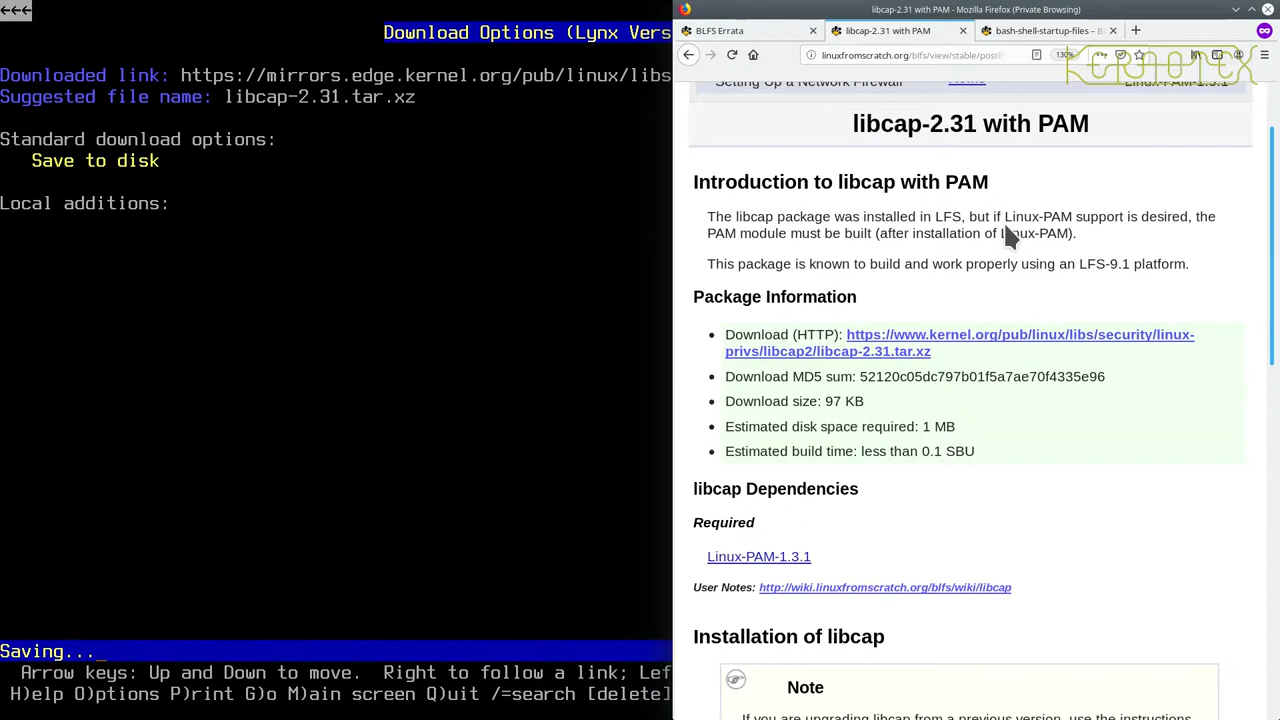 ←←←
Download Options (Lynx Vers
Downloaded link: https://mirrors.edge.kernel.org/pub/linux/libs
Suggested file name: libcap-2.31.tar.xz
Standard download options:
Save to disk
Local additions:
Saving..._
Arrow keys: Up and Down to move. Right to follow a link; Lef
H)elp O)ptions P)rint G)o M)ain screen Q)uit /=search [delete]
libcap-2.31 with PAM - Mozilla Firefox (Private Browsing)
BLFS Errata
libcap-2.31 with PAM
bash-shell-startup-files – B
linuxfromscratch.org/blfs/view/stable/postlf
130%
KERNOTEX
Setting Up a Network Firewall
Home
Linux-PAM-1.3.1
libcap-2.31 with PAM
Introduction to libcap with PAM
The libcap package was installed in LFS, but if Linux-PAM support is desired, the
PAM module must be built (after installation of Linux-PAM).
This package is known to build and work properly using an LFS-9.1 platform.
Package Information
Download (HTTP): https://www.kernel.org/pub/linux/libs/security/linux-
privs/libcap2/libcap-2.31.tar.xz
Download MD5 sum: 52120c05dc797b01f5a7ae70f4335e96
Download size: 97 KB
Estimated disk space required: 1 MB
Estimated build time: less than 0.1 SBU
libcap Dependencies
Required
Linux-PAM-1.3.1
User Notes: http://wiki.linuxfromscratch.org/blfs/wiki/libcap
Installation of libcap
Note
If you are upgrading libcap from a previous version, use the instructions